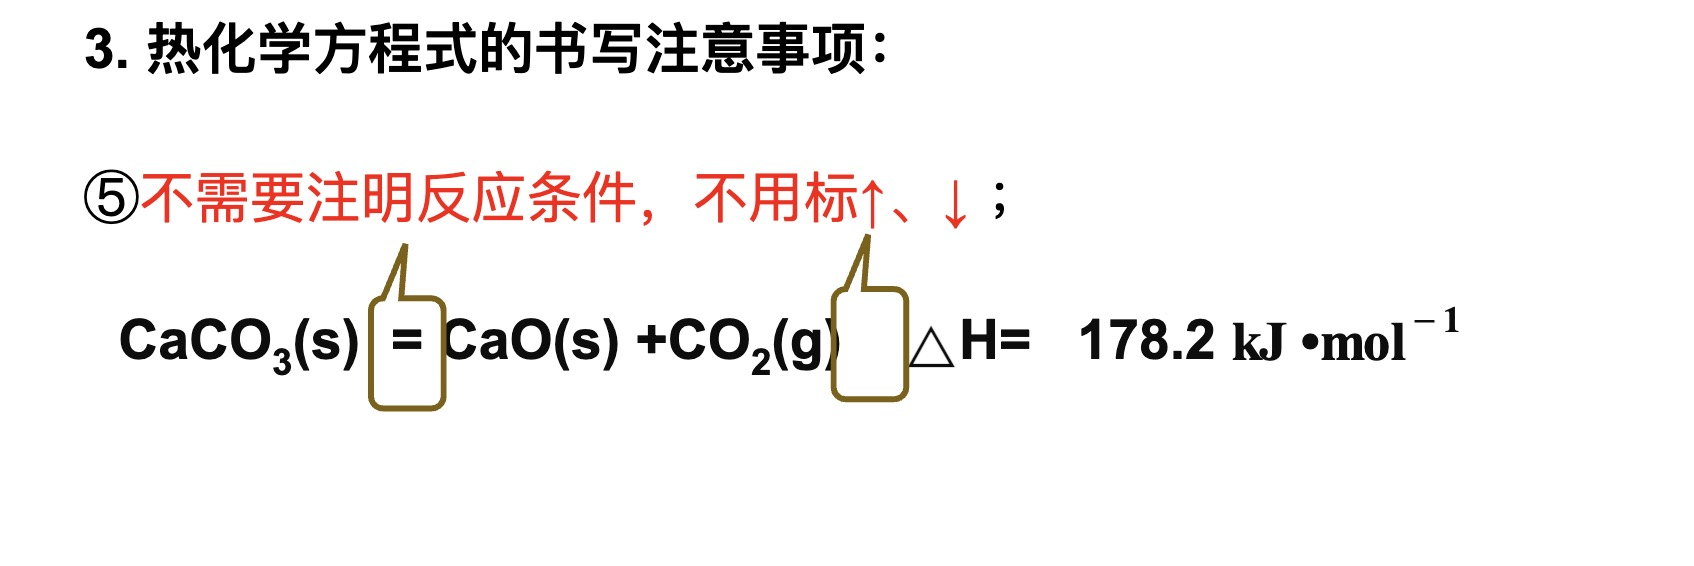 3. 热化学方程式的书写注意事项：
⑤不需要注明反应条件，不用标↑、↓；
CaCO₃(s) = CaO(s) +CO₂(g) △H= 178.2 kJ •mol⁻¹